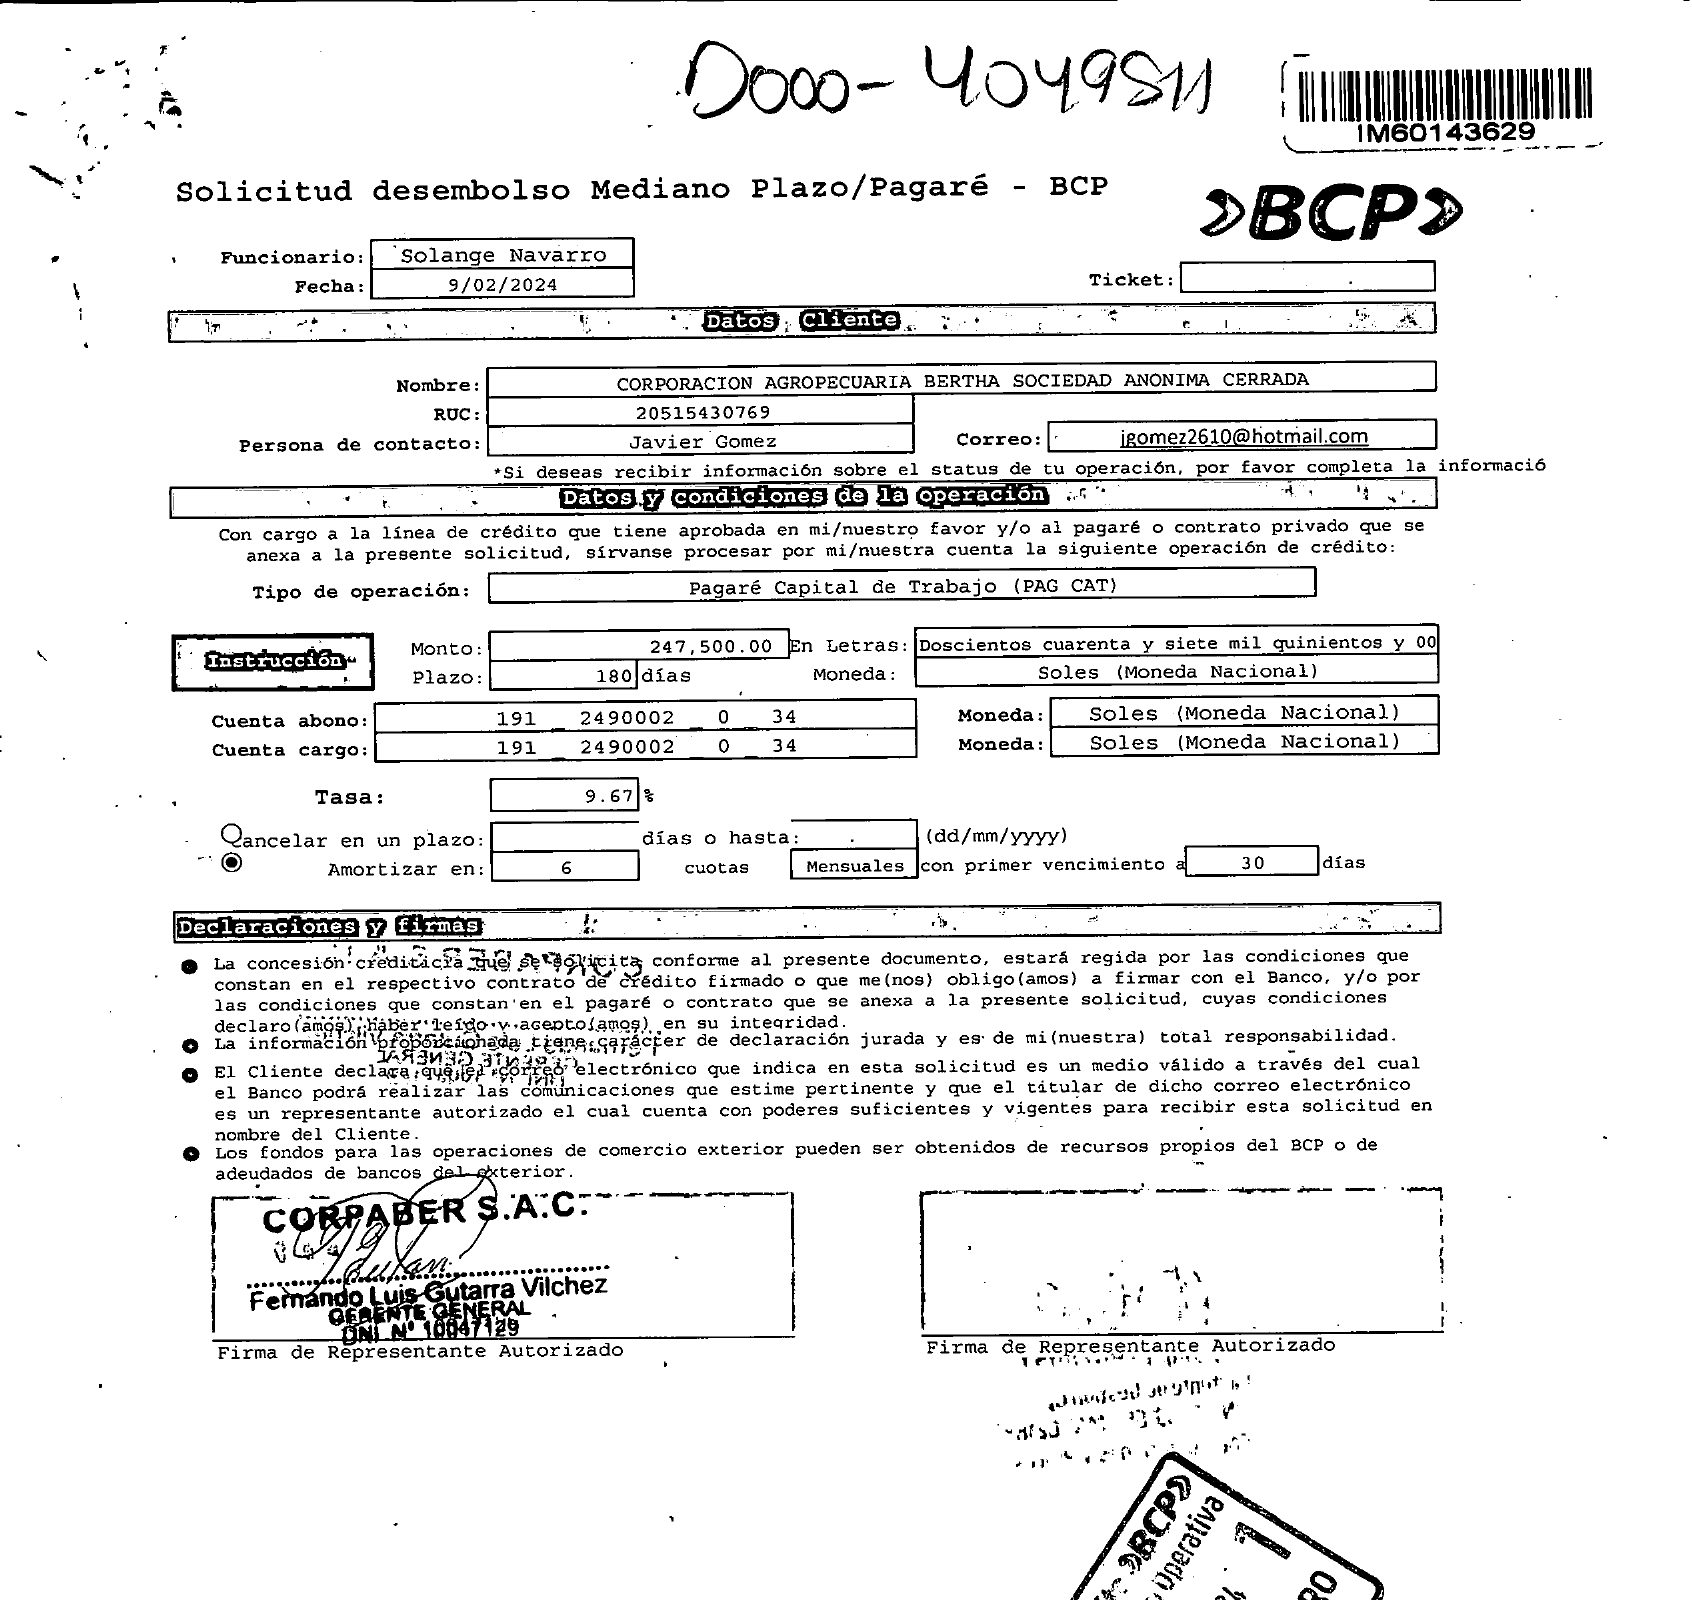 D000-4049811
IM60143629
Solicitud desembolso Mediano Plazo/Pagaré - BCP
»BCP»
Funcionario: Solange Navarro
Fecha: 9/02/2024
Ticket:
Datos Cliente
Nombre: CORPORACION AGROPECUARIA BERTHA SOCIEDAD ANONIMA CERRADA
RUC: 20515430769
Persona de contacto: Javier Gomez Correo: jgomez2610@hotmail.com
*Si deseas recibir información sobre el status de tu operación, por favor completa la informació
Datos y condiciones de la operación
Con cargo a la línea de crédito que tiene aprobada en mi/nuestro favor y/o al pagaré o contrato privado que se
anexa a la presente solicitud, sírvanse procesar por mi/nuestra cuenta la siguiente operación de crédito:
Tipo de operación: Pagaré Capital de Trabajo (PAG CAT)
Instrucción
Monto: 247,500.00 En Letras: Doscientos cuarenta y siete mil quinientos y 00
Plazo: 180 días Moneda: Soles (Moneda Nacional)
Cuenta abono: 191 2490002 0 34 Moneda: Soles (Moneda Nacional)
Cuenta cargo: 191 2490002 0 34 Moneda: Soles (Moneda Nacional)
Tasa: 9.67 %
ancelar en un plazo: días o hasta: (dd/mm/yyyy)
Amortizar en: 6 cuotas Mensuales con primer vencimiento a 30 días
Declaraciones y firmas
La concesión crediticia que se solicita conforme al presente documento, estará regida por las condiciones que
constan en el respectivo contrato de crédito firmado o que me(nos) obligo(amos) a firmar con el Banco, y/o por
las condiciones que constan en el pagaré o contrato que se anexa a la presente solicitud, cuyas condiciones
declaro(amos) haber leído y acepto(amos) en su integridad.
La información proporcionada tiene carácter de declaración jurada y es de mi(nuestra) total responsabilidad.
El Cliente declara que el correo electrónico que indica en esta solicitud es un medio válido a través del cual
el Banco podrá realizar las comunicaciones que estime pertinente y que el titular de dicho correo electrónico
es un representante autorizado el cual cuenta con poderes suficientes y vigentes para recibir esta solicitud en
nombre del Cliente.
Los fondos para las operaciones de comercio exterior pueden ser obtenidos de recursos propios del BCP o de
adeudados de bancos del exterior.
CORPABER S.A.C.
Fernando Luis Gutarra Vilchez
GERENTE GENERAL
DNI N° 10047129
Firma de Representante Autorizado
Firma de Representante Autorizado
»BCP»
Operativa
1